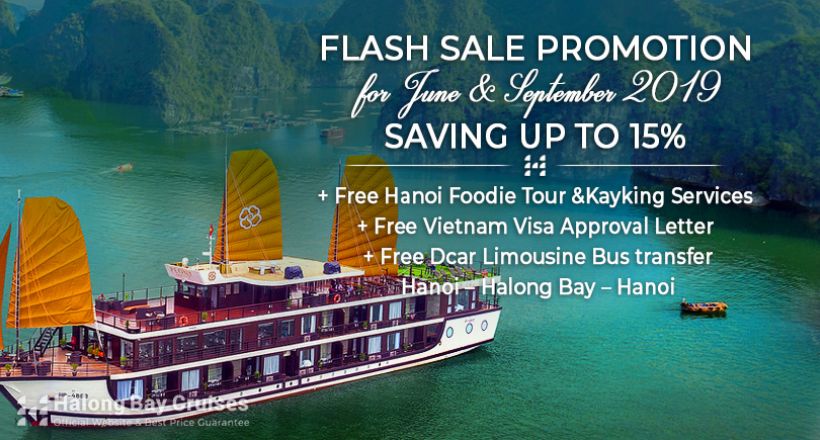 FLASH SALE PROMOTION
for June & September 2019
SAVING UP TO 15%
+ Free Hanoi Foodie Tour &Kayking Services
+ Free Vietnam Visa Approval Letter
+ Free Dcar Limousine Bus transfer
Hanoi – Halong Bay – Hanoi
Halong Bay Cruises
Official Website & Best Price Guarantee